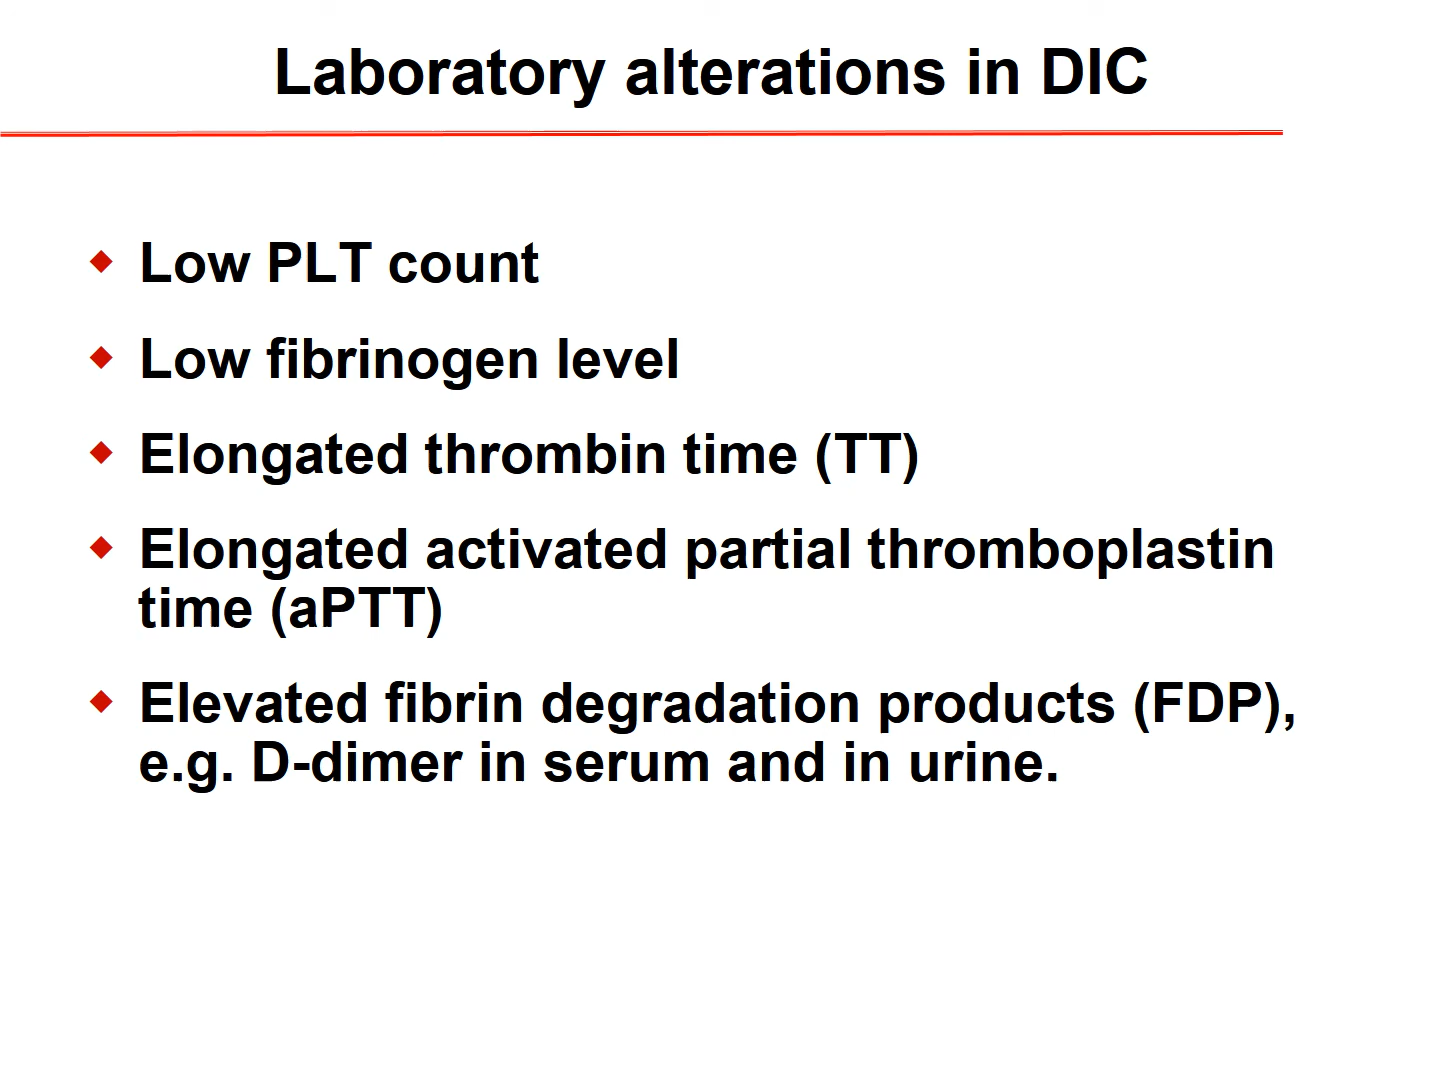 Laboratory alterations in DIC
Low PLT count
Low fibrinogen level
Elongated thrombin time (TT)
Elongated activated partial thromboplastin
time (aPTT)
Elevated fibrin degradation products (FDP),
e.g. D-dimer in serum and in urine.